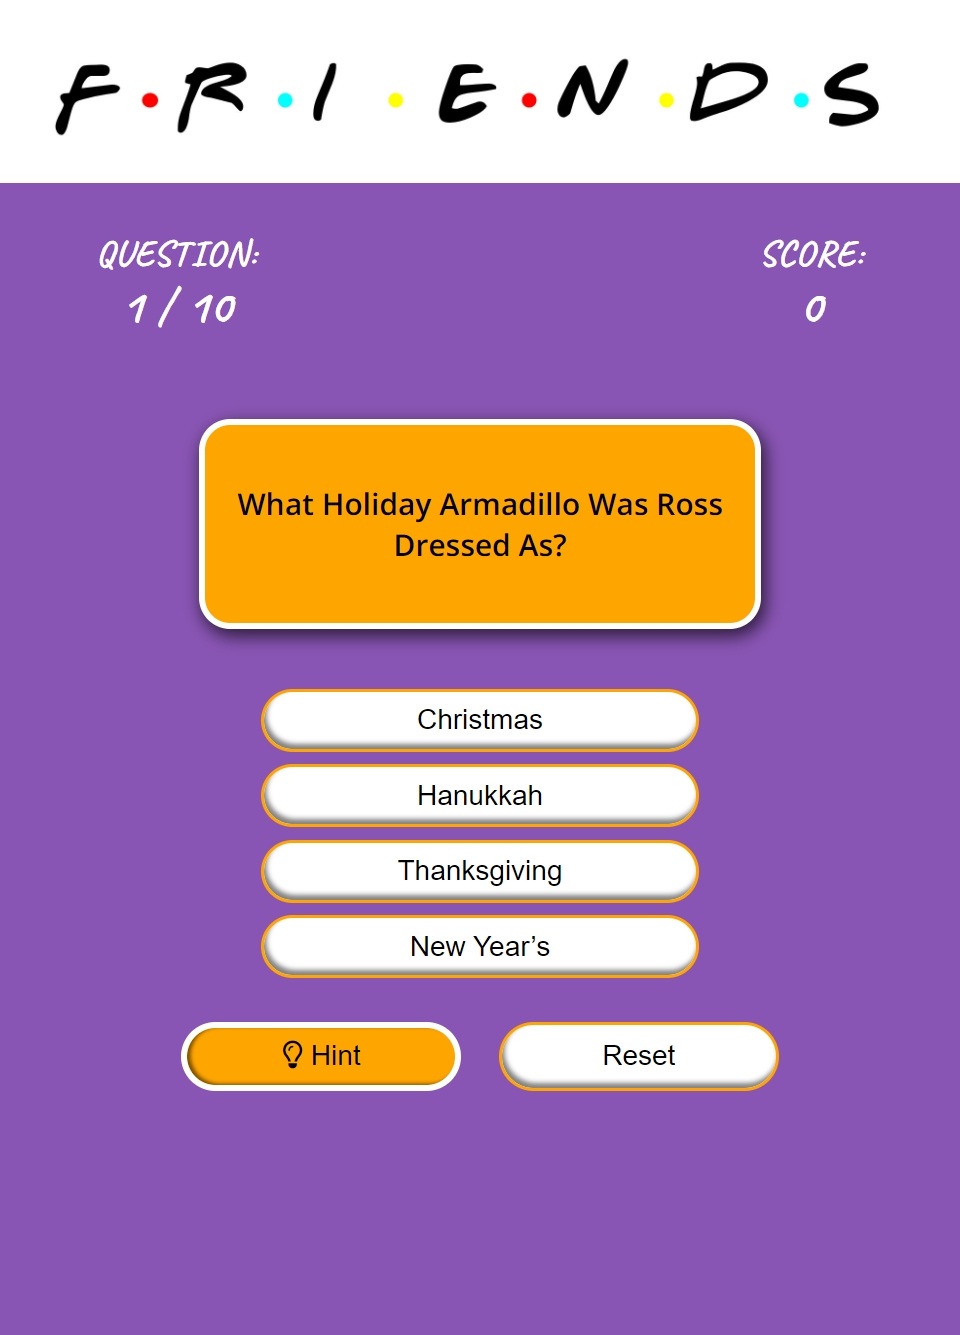 F•R•I•E•N•D•S
QUESTION:
1 / 10
SCORE:
0
What Holiday Armadillo Was Ross
Dressed As?
Christmas
Hanukkah
Thanksgiving
New Year’s
Hint
Reset